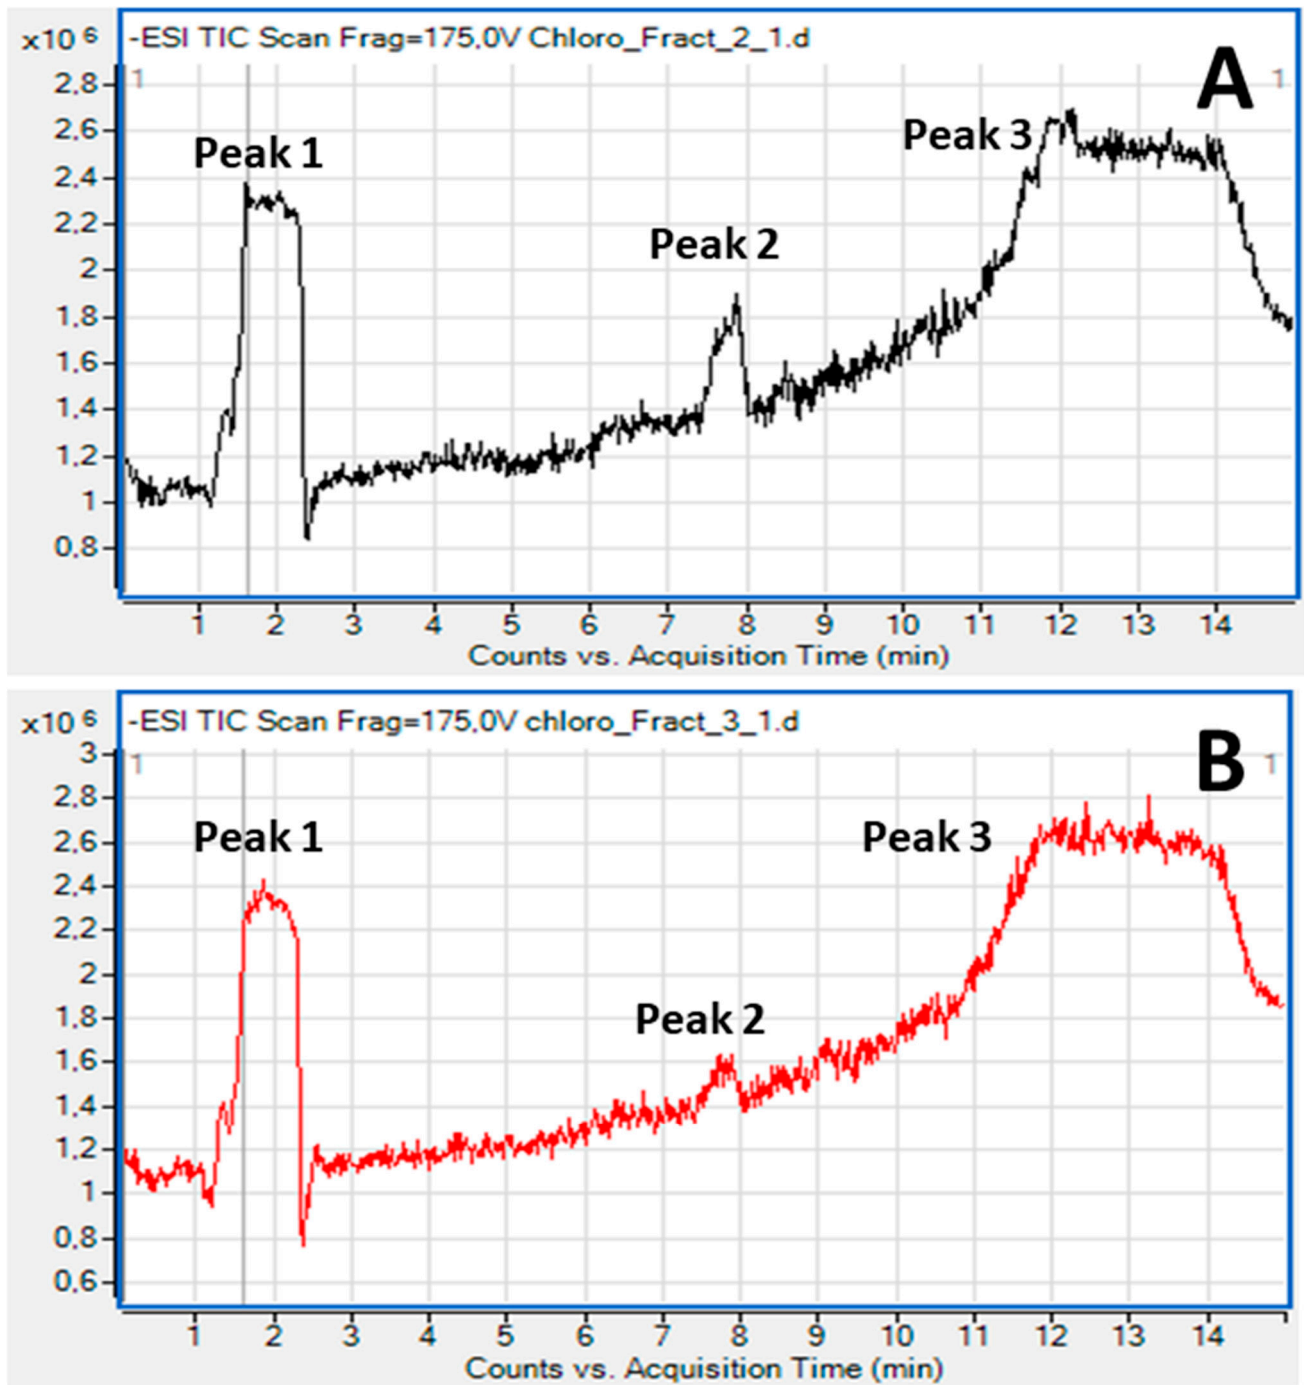 x10 6
-ESI TIC Scan Frag=175,0V Chloro_Fract_2_1.d
A
1
1
2,8
2,6
2,4
2,2
2
1,8
1,6
1,4
1,2
1
0,8
Peak 1
Peak 2
Peak 3
1 2 3 4 5 6 7 8 9 10 11 12 13 14
Counts vs. Acquisition Time (min)
x10 6
-ESI TIC Scan Frag=175,0V chloro_Fract_3_1.d
B
1
1
3
2,8
2,6
2,4
2,2
2
1,8
1,6
1,4
1,2
1
0,8
0,6
Peak 1
Peak 2
Peak 3
1 2 3 4 5 6 7 8 9 10 11 12 13 14
Counts vs. Acquisition Time (min)